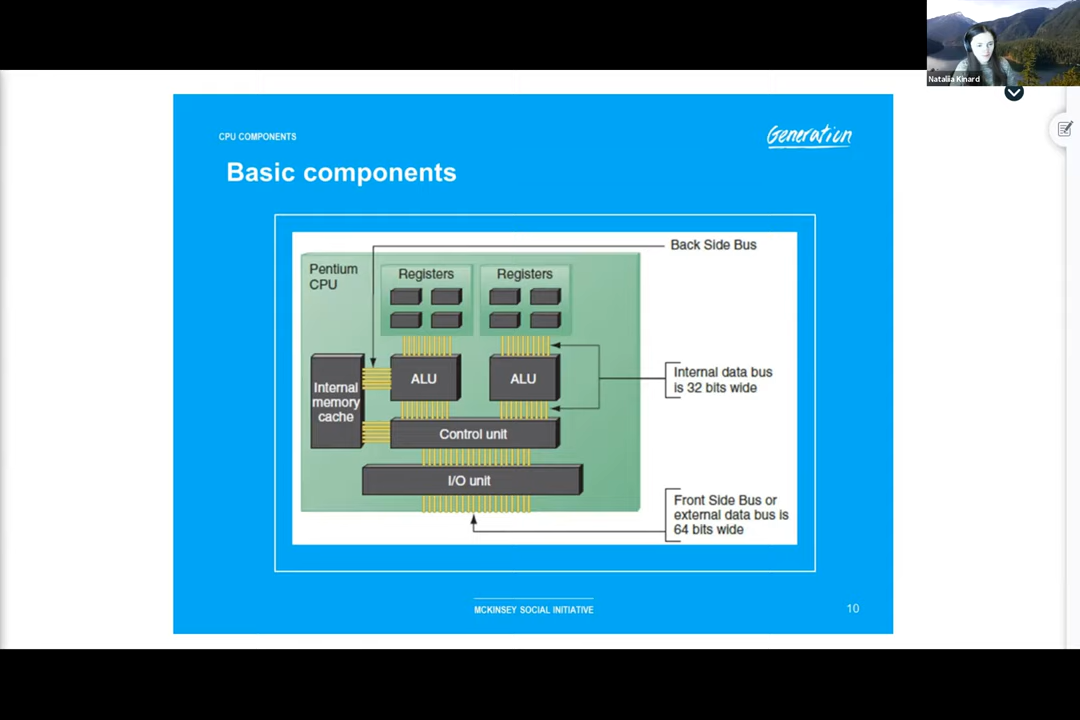 Nataliia Kinard
CPU COMPONENTS
Generation
Basic components
Back Side Bus
Pentium
CPU
Registers
Registers
Internal
memory
cache
ALU
ALU
Internal data bus
is 32 bits wide
Control unit
I/O unit
Front Side Bus or
external data bus is
64 bits wide
MCKINSEY SOCIAL INITIATIVE
10